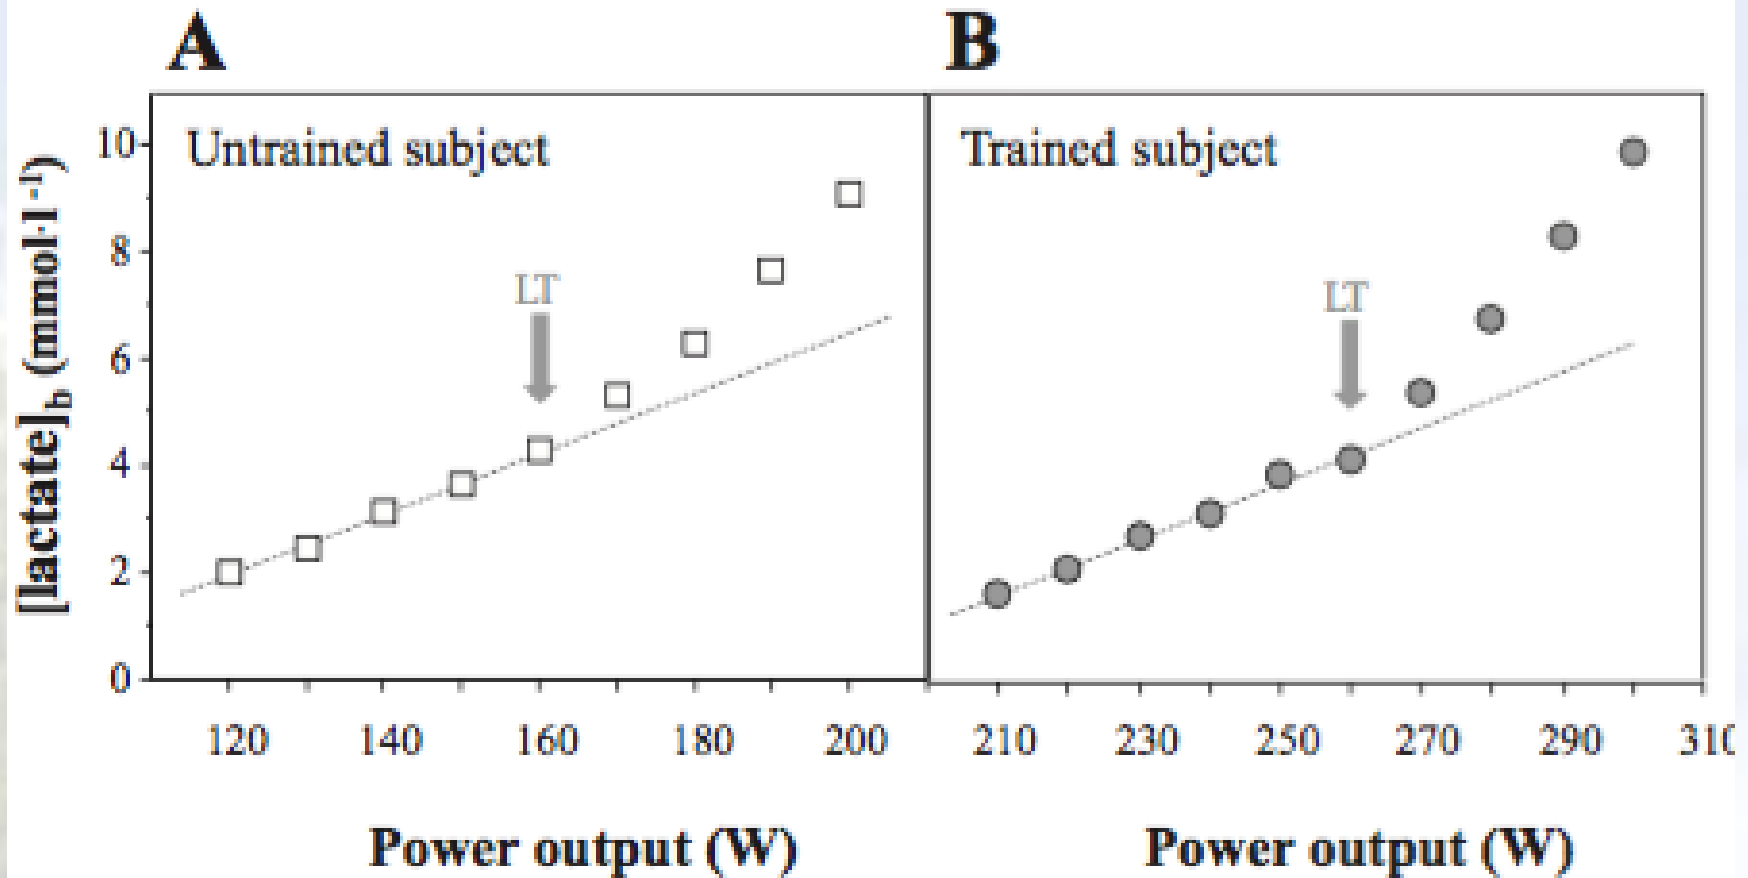 A
B
Untrained subject
Trained subject
LT
LT
10
8
6
4
2
0
[lactate]b (mmol·l⁻¹)
120 140 160 180 200
210 230 250 270 290 310
Power output (W)
Power output (W)